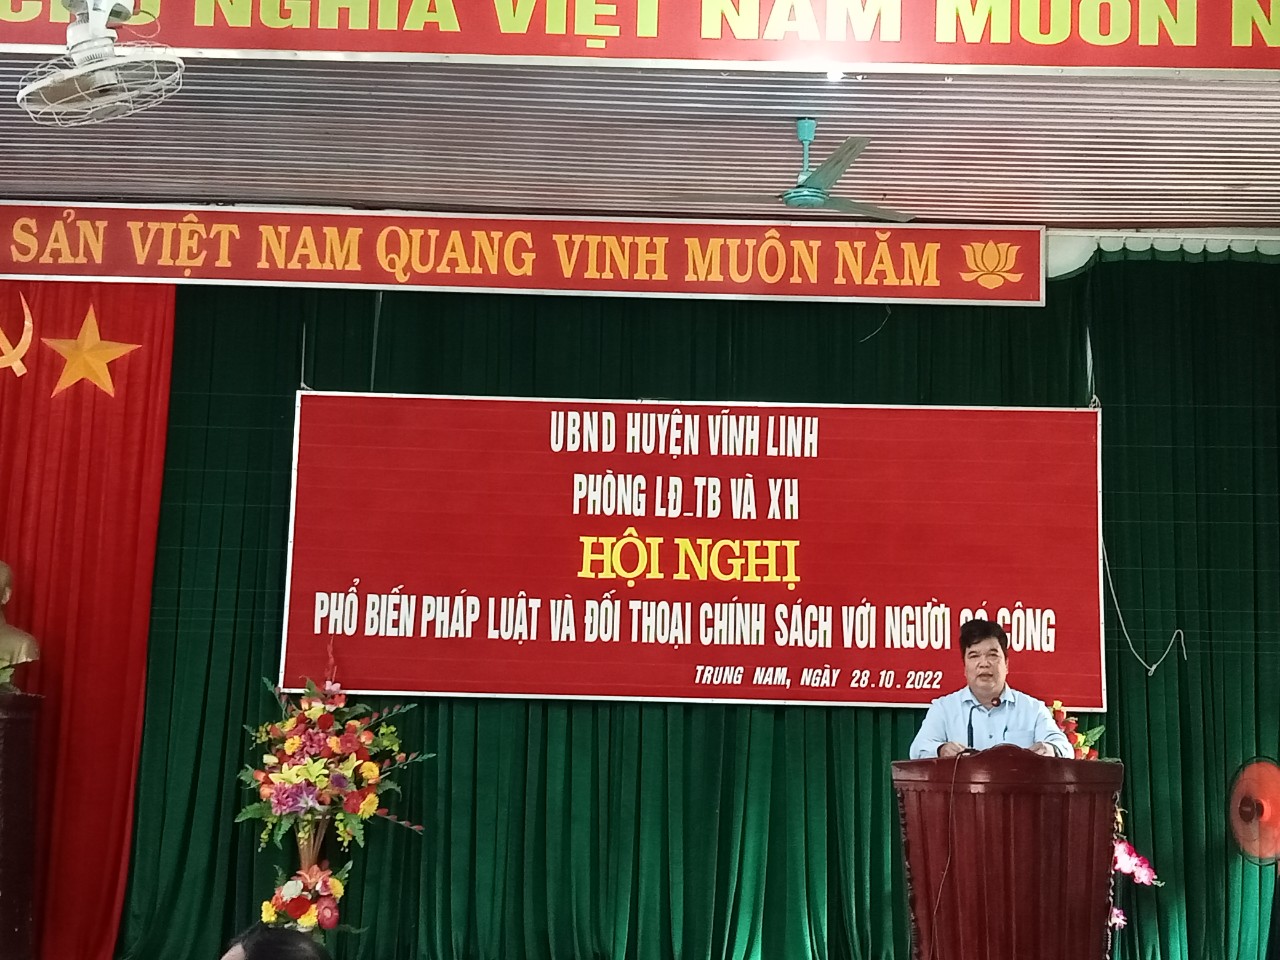 NGHĨA VIỆT NAM MUÔN
SẢN VIỆT NAM QUANG VINH MUÔN NĂM
UBND HUYỆN VĨNH LINH
PHÒNG LĐ_TB VÀ XH
HỘI NGHỊ
PHỔ BIẾN PHÁP LUẬT VÀ ĐỐI THOẠI CHÍNH SÁCH VỚI NGƯỜI CÓ CÔNG
TRUNG NAM, NGÀY 28.10.2022